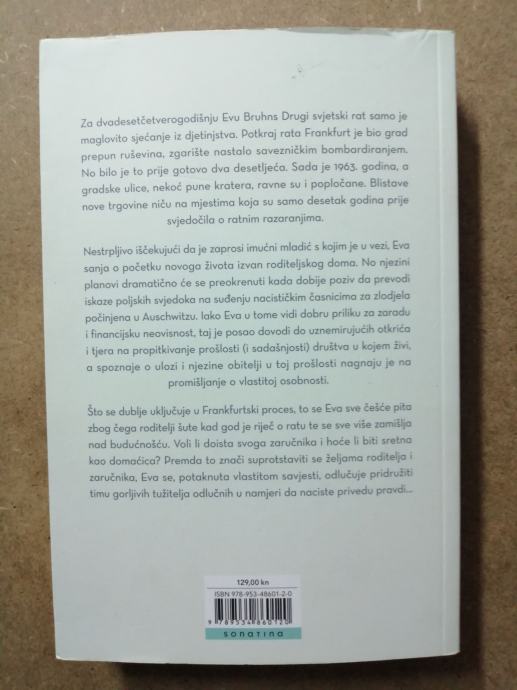 Za dvadesetčetverogodišnju Evu Bruhns Drugi svjetski rat samo je
maglovito sjećanje iz djetinjstva. Potkraj rata Frankfurt je bio grad
prepun ruševina, zgarište nastalo savezničkim bombardiranjem.
No bilo je to prije gotovo dva desetljeća. Sada je 1963. godina, a
gradske ulice, nekoć pune kratera, ravne su i popločane. Blistave
nove trgovine niču na mjestima koja su samo desetak godina prije
svjedočila o ratnim razaranjima.
Nestrpljivo iščekujući da je zaprosi imućni mladić s kojim je u vezi, Eva
sanja o početku novoga života izvan roditeljskog doma. No njezini
planovi dramatično će se preokrenuti kada dobije poziv da prevodi
iskaze poljskih svjedoka na suđenju nacističkim časnicima za zlodjela
počinjena u Auschwitzu. Iako Eva u tome vidi dobru priliku za zaradu
i financijsku neovisnost, taj je posao dovodi do uznemirujućih otkrića
i tjera na propitkivanje prošlosti (i sadašnjosti) društva u kojem živi,
a spoznaje o ulozi i njezine obitelji u toj prošlosti nagnaju je na
promišljanje o vlastitoj osobnosti.
Što se dublje uključuje u Frankfurtski proces, to se Eva sve češće pita
zbog čega roditelji šute kad god je riječ o ratu te se sve više zamišlja
nad budućnošću. Voli li doista svoga zaručnika i hoće li biti sretna
kao domaćica? Premda to znači suprotstaviti se željama roditelja i
zaručnika, Eva se, potaknuta vlastitom savjesti, odlučuje pridružiti
timu gorljivih tužitelja odlučnih u namjeri da naciste privedu pravdi...
129,00 kn
ISBN 978-953-48601-2-0
9 789534 860120
sonatina